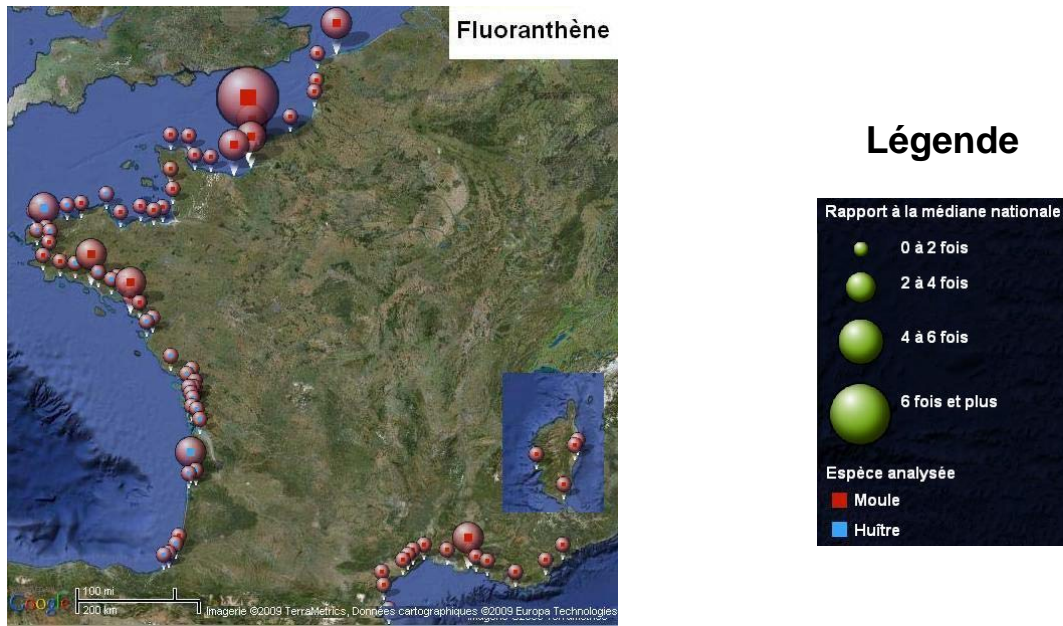 Fluoranthène
Légende
Rapport à la médiane nationale
0 à 2 fois
2 à 4 fois
4 à 6 fois
6 fois et plus
Espèce analysée
Moule
Huître
100 mi
200 km
Google
Imagerie ©2009 TerraMetrics, Données cartographiques ©2009 Europa Technologies